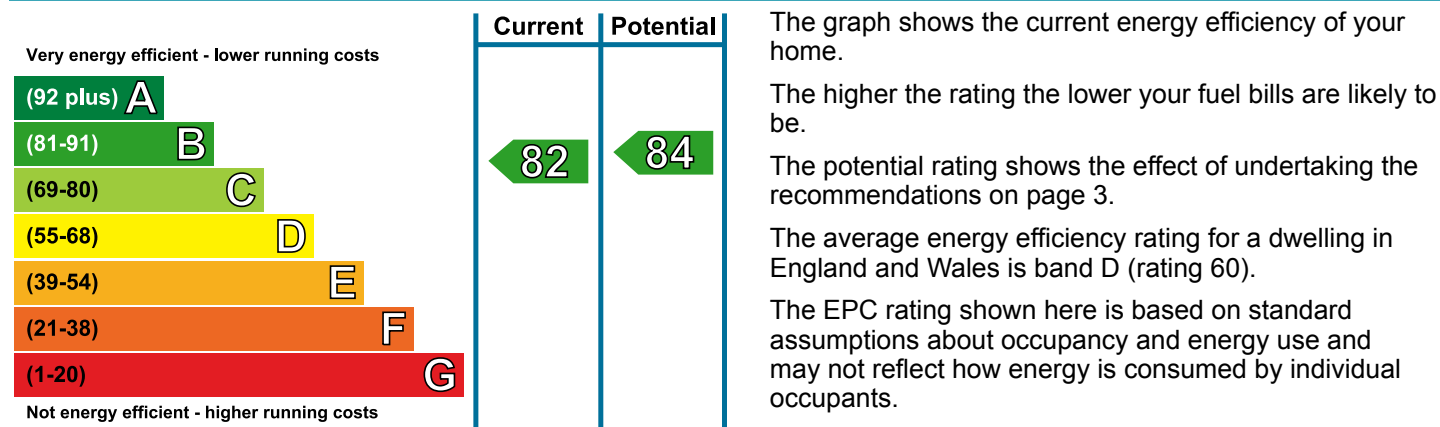 Current Potential
Very energy efficient - lower running costs
(92 plus) A
(81-91) B
82
84
(69-80) C
(55-68) D
(39-54) E
(21-38) F
(1-20) G
Not energy efficient - higher running costs
The graph shows the current energy efficiency of your
home.
The higher the rating the lower your fuel bills are likely to
be.
The potential rating shows the effect of undertaking the
recommendations on page 3.
The average energy efficiency rating for a dwelling in
England and Wales is band D (rating 60).
The EPC rating shown here is based on standard
assumptions about occupancy and energy use and
may not reflect how energy is consumed by individual
occupants.